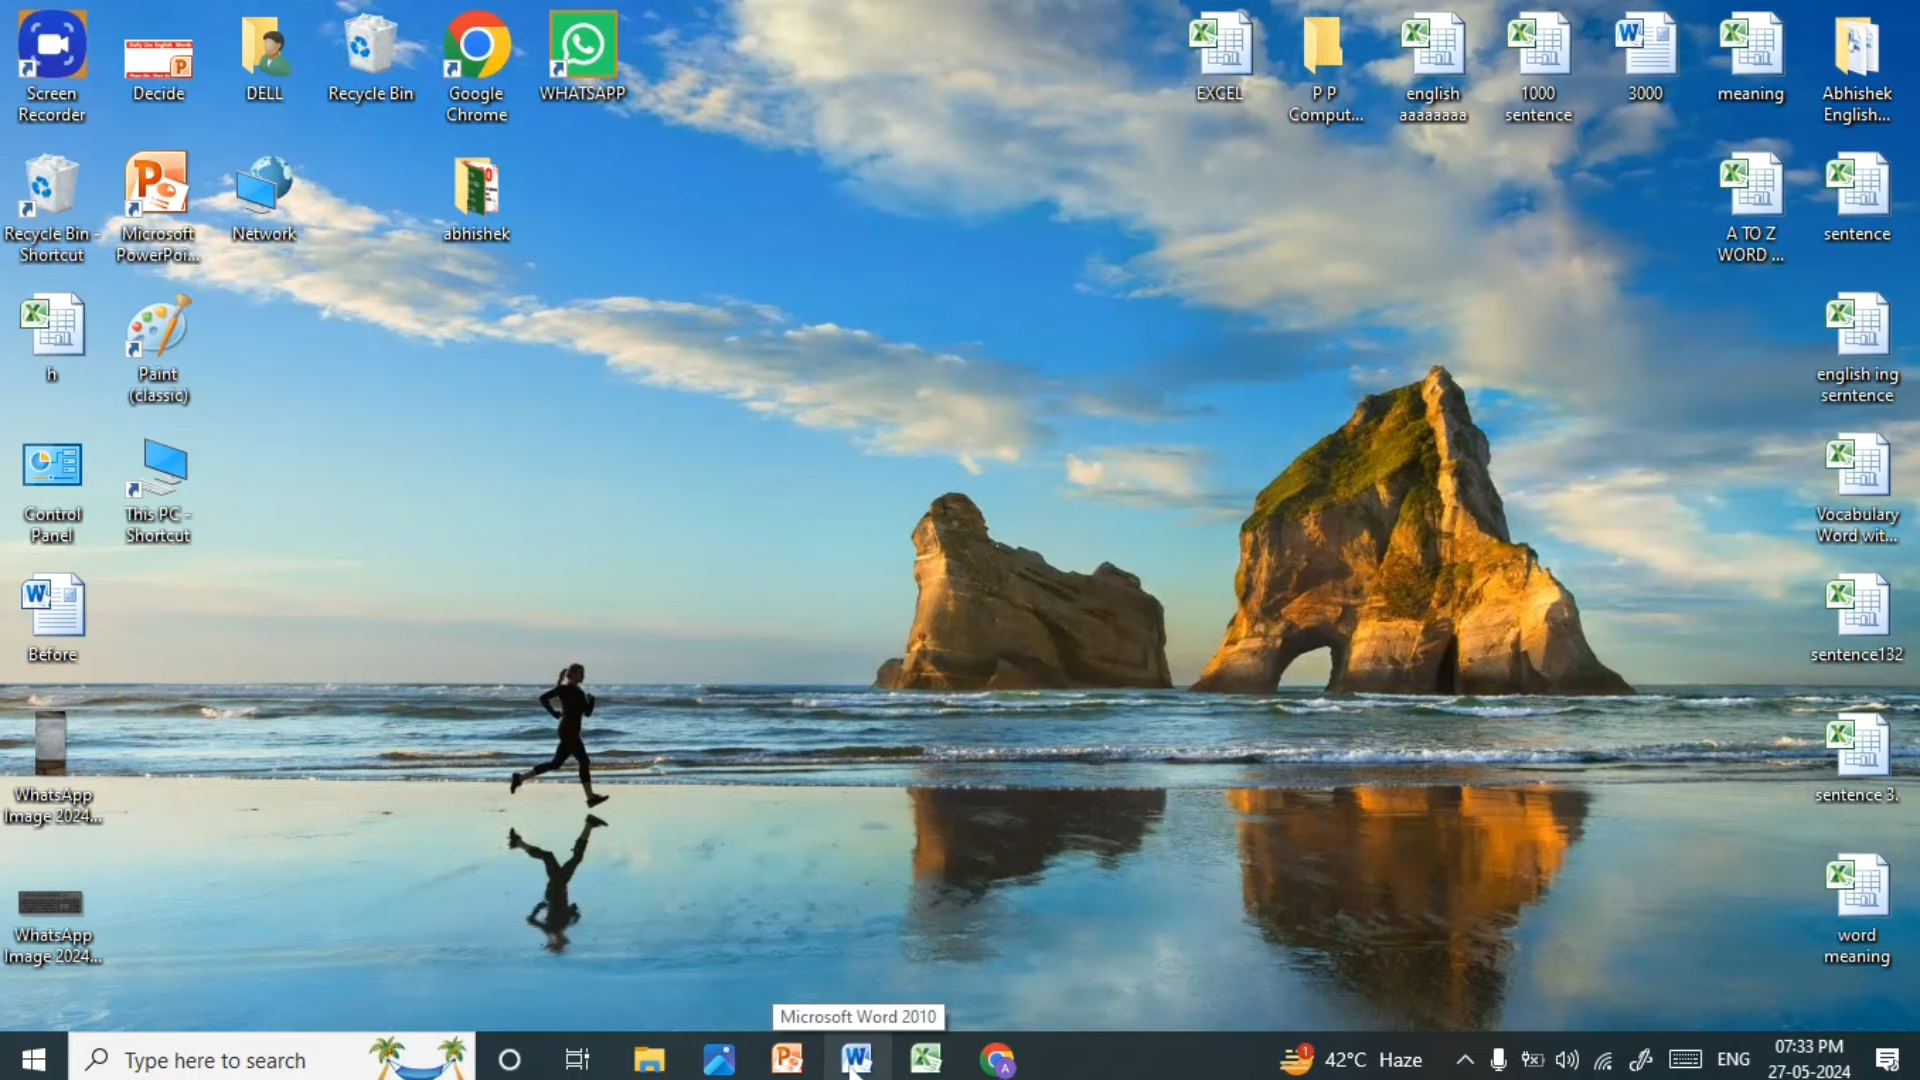 Screen
Recorder
Decide
DELL
Recycle Bin
Google
Chrome
WHATSAPP
EXCEL
P P
Comput...
english
aaaaaaaa
1000
sentence
3000
meaning
Abhishek
English...
Recycle Bin -
Shortcut
Microsoft
PowerPoi...
Network
abhishek
A TO Z
WORD ...
sentence
h
Paint
(classic)
english ing
serntence
Control
Panel
This PC -
Shortcut
Vocabulary
Word wit...
Before
sentence132
WhatsApp
Image 2024...
sentence 3.
WhatsApp
Image 2024...
word
meaning
Microsoft Word 2010
Type here to search
42°C Haze
ENG
07:33 PM
27-05-2024